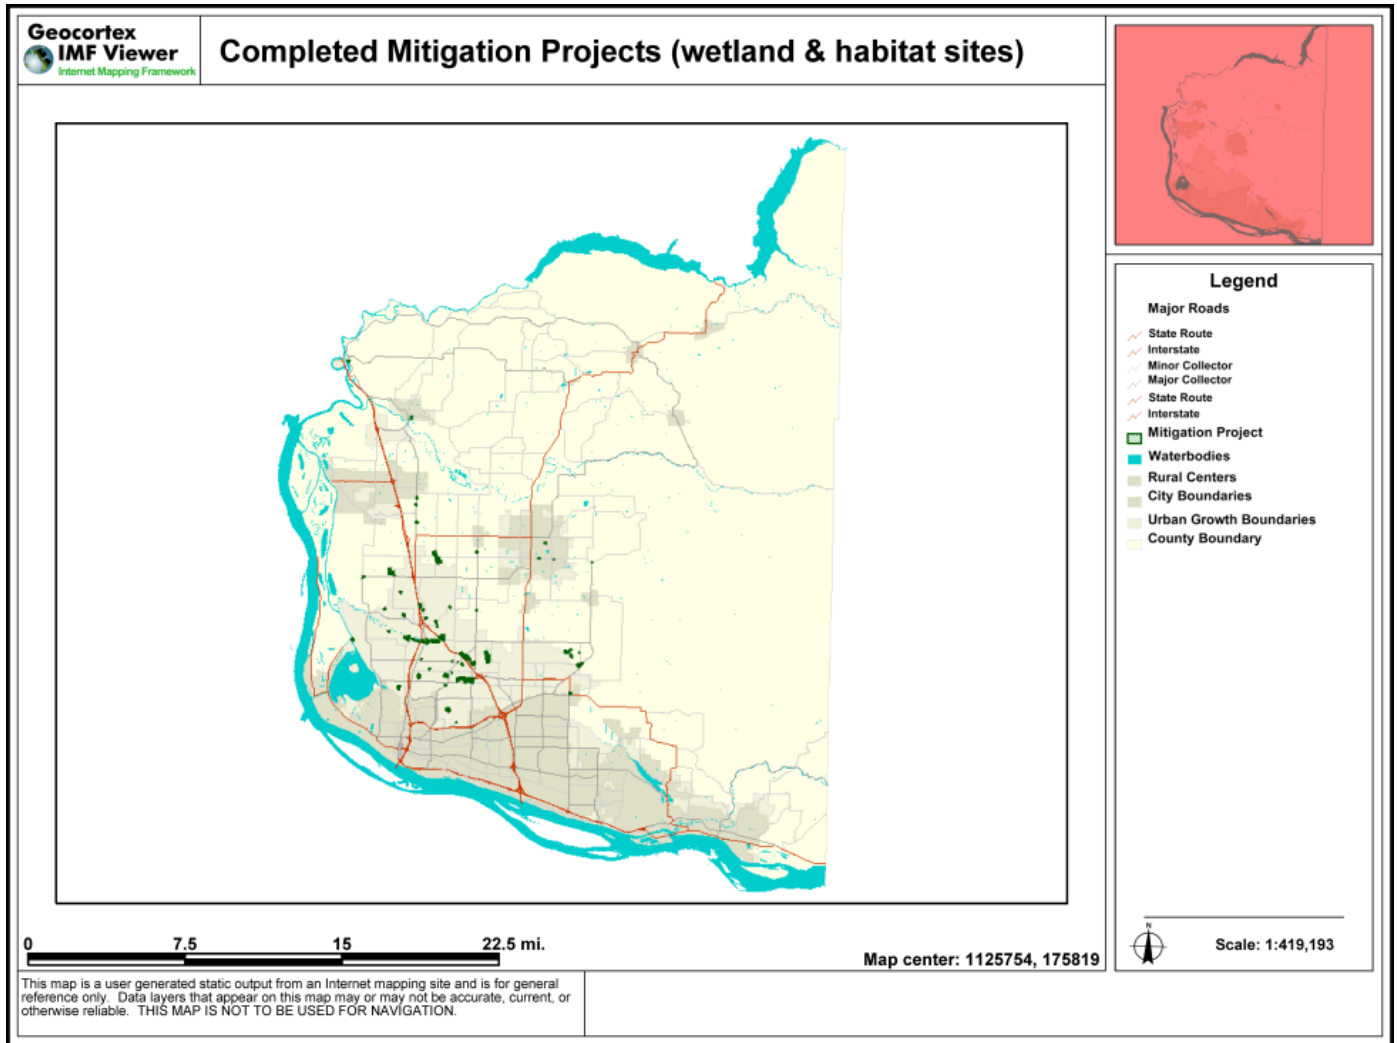 Geocortex
IMF Viewer
Internet Mapping Framework
Completed Mitigation Projects (wetland & habitat sites)
Legend
Major Roads
State Route
Interstate
Minor Collector
Major Collector
State Route
Interstate
Mitigation Project
Waterbodies
Rural Centers
City Boundaries
Urban Growth Boundaries
County Boundary
N
Scale: 1:419,193
0 7.5 15 22.5 mi.
Map center: 1125754, 175819
This map is a user generated static output from an Internet mapping site and is for general
reference only. Data layers that appear on this map may or may not be accurate, current, or
otherwise reliable. THIS MAP IS NOT TO BE USED FOR NAVIGATION.